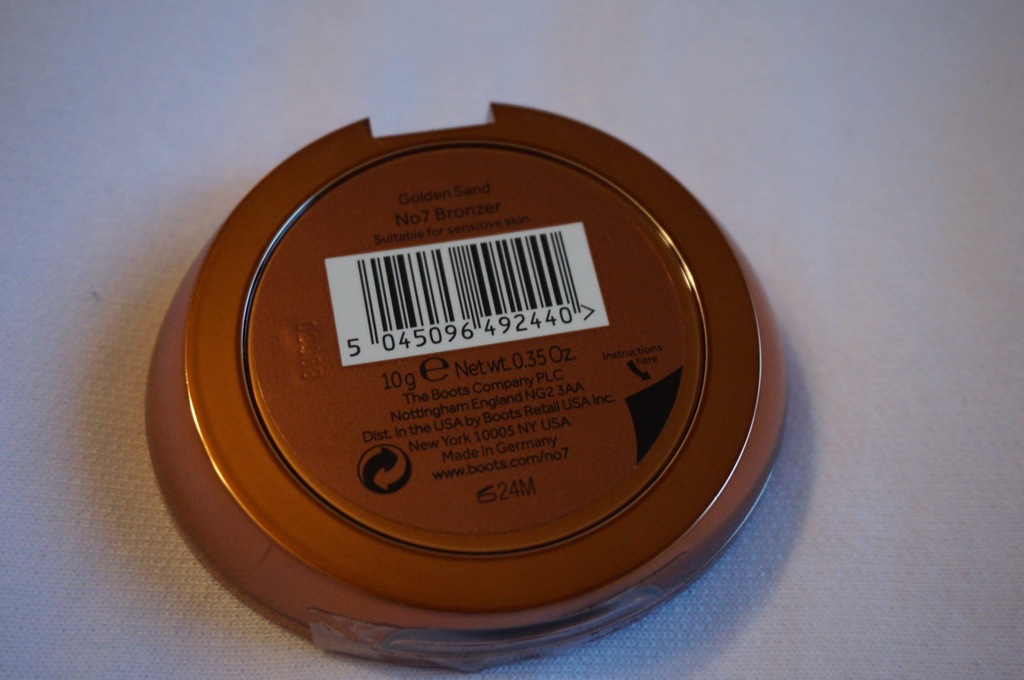 Golden Sand
No7 Bronzer
Suitable for sensitive skin
5 045096 492440 >
10g e Net wt. 0.35 Oz.
Instructions
here
The Boots Company PLC
Nottingham England NG2 3AA
Dist. in the USA by Boots Retail USA Inc.
New York 10005 NY USA
Made in Germany
www.boots.com/no7
24M